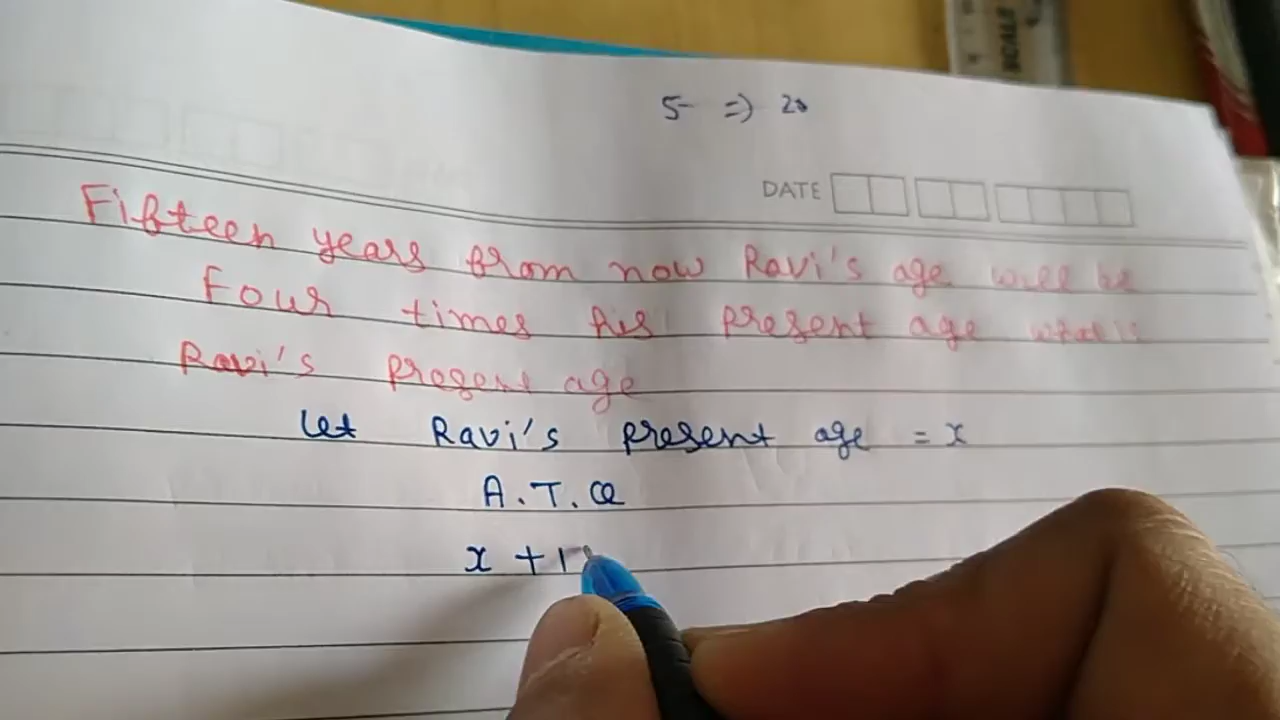 5 => 20
DATE
Fifteen years from now Ravi's age will be
Four times his present age what is
Ravi's present age
Let Ravi's present age = x
A.T.Q
x + 1